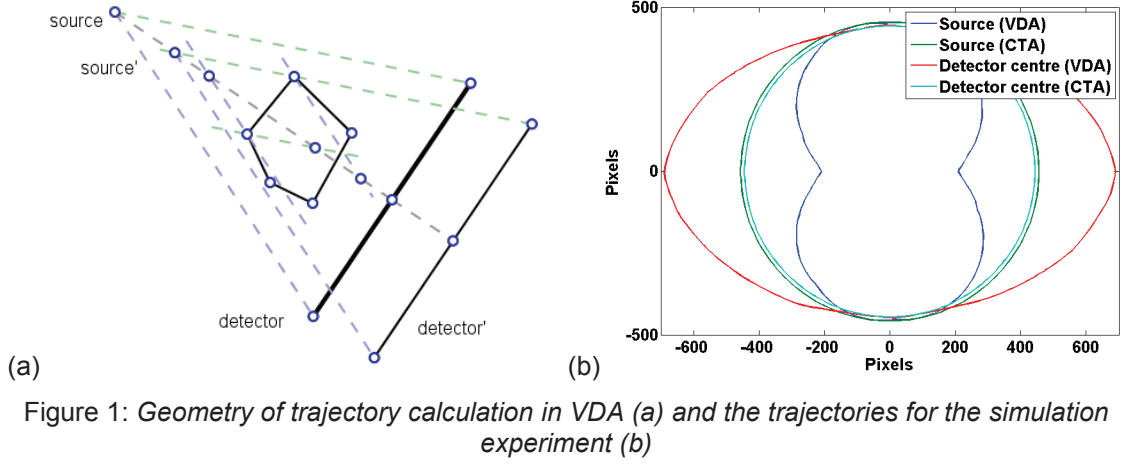 source
source'
detector
detector'
(a)
500
0
-500
Pixels
-600
-400
-200
0
200
400
600
Pixels
Source (VDA)
Source (CTA)
Detector centre (VDA)
Detector centre (CTA)
(b)
Figure 1: Geometry of trajectory calculation in VDA (a) and the trajectories for the simulation
experiment (b)